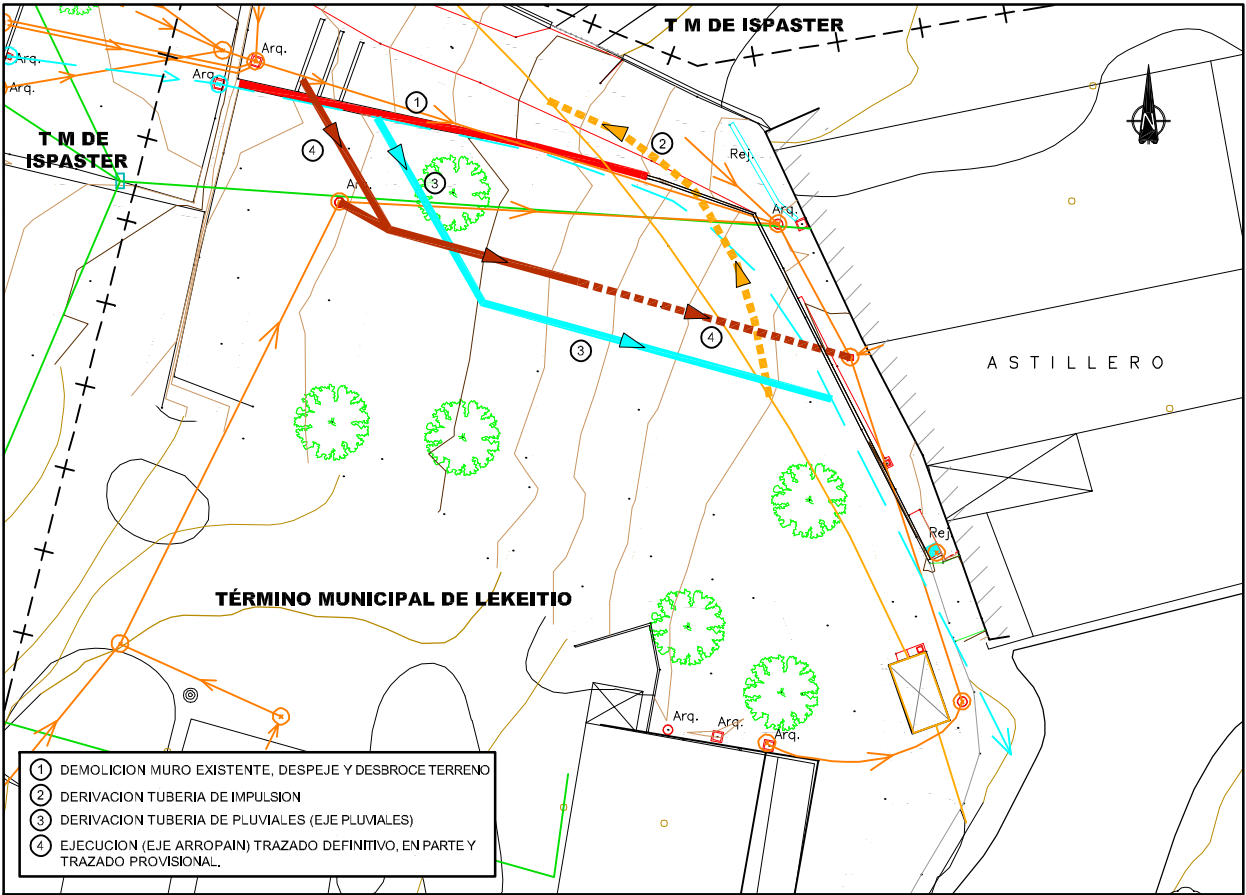 T M DE ISPASTER
Arq.
Arq.
Arq.
T M DE
ISPASTER
1
2
4
3
Rej.
Arq.
Arq.
4
3
ASTILLERO
Rej
TÉRMINO MUNICIPAL DE LEKEITIO
Arq.
Arq.
Arq.
1 DEMOLICION MURO EXISTENTE, DESPEJE Y DESBROCE TERRENO
2 DERIVACION TUBERIA DE IMPULSION
3 DERIVACION TUBERIA DE PLUVIALES (EJE PLUVIALES)
4 EJECUCION (EJE ARROPAIN) TRAZADO DEFINITIVO, EN PARTE Y
TRAZADO PROVISIONAL.